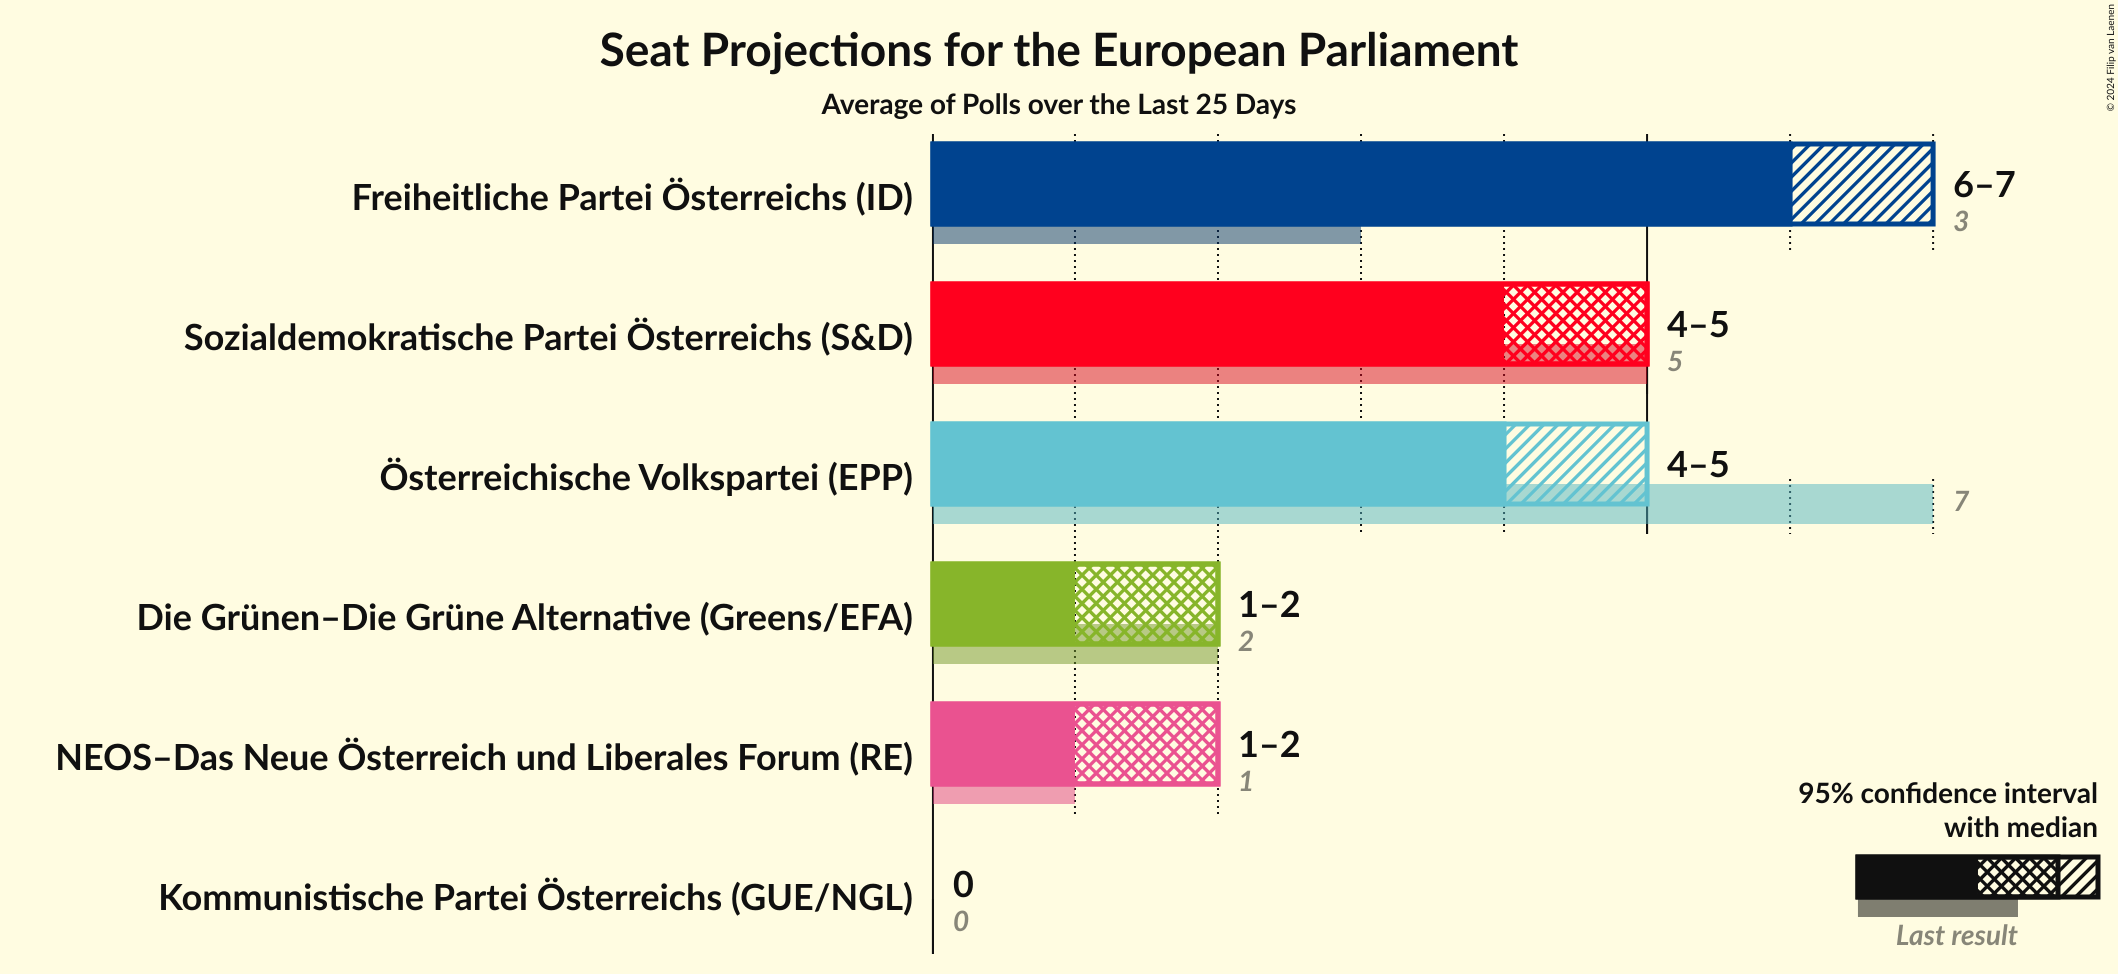 Seat Projections for the European Parliament
Average of Polls over the Last 25 Days
© 2024 Filip van Laenen
Freiheitliche Partei Österreichs (ID)
6–7
3
Sozialdemokratische Partei Österreichs (S&D)
4–5
5
Österreichische Volkspartei (EPP)
4–5
7
Die Grünen–Die Grüne Alternative (Greens/EFA)
1–2
2
NEOS–Das Neue Österreich und Liberales Forum (RE)
1–2
1
Kommunistische Partei Österreichs (GUE/NGL)
0
0
95% confidence interval
with median
Last result